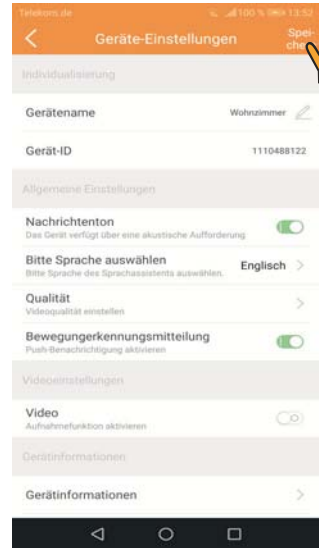 Telekom.de 100 % 13:52
Geräte-Einstellungen
Spei-
cher
Individualisierung
Gerätename Wohnzimmer
Gerät-ID 1110488122
Allgemeine Einstellungen
Nachrichtenton
Das Gerät verfügt über eine akustische Aufforderung.
Bitte Sprache auswählen Englisch
Bitte Sprache des Sprachassistents auswählen.
Qualität
Videoqualität einstellen
Bewegungerkennungsmitteilung
Push-Benachrichtigung aktivieren
Videoeinstellungen
Video
Aufnahmefunktion aktivieren
Gerätinformationen
Gerätinformationen